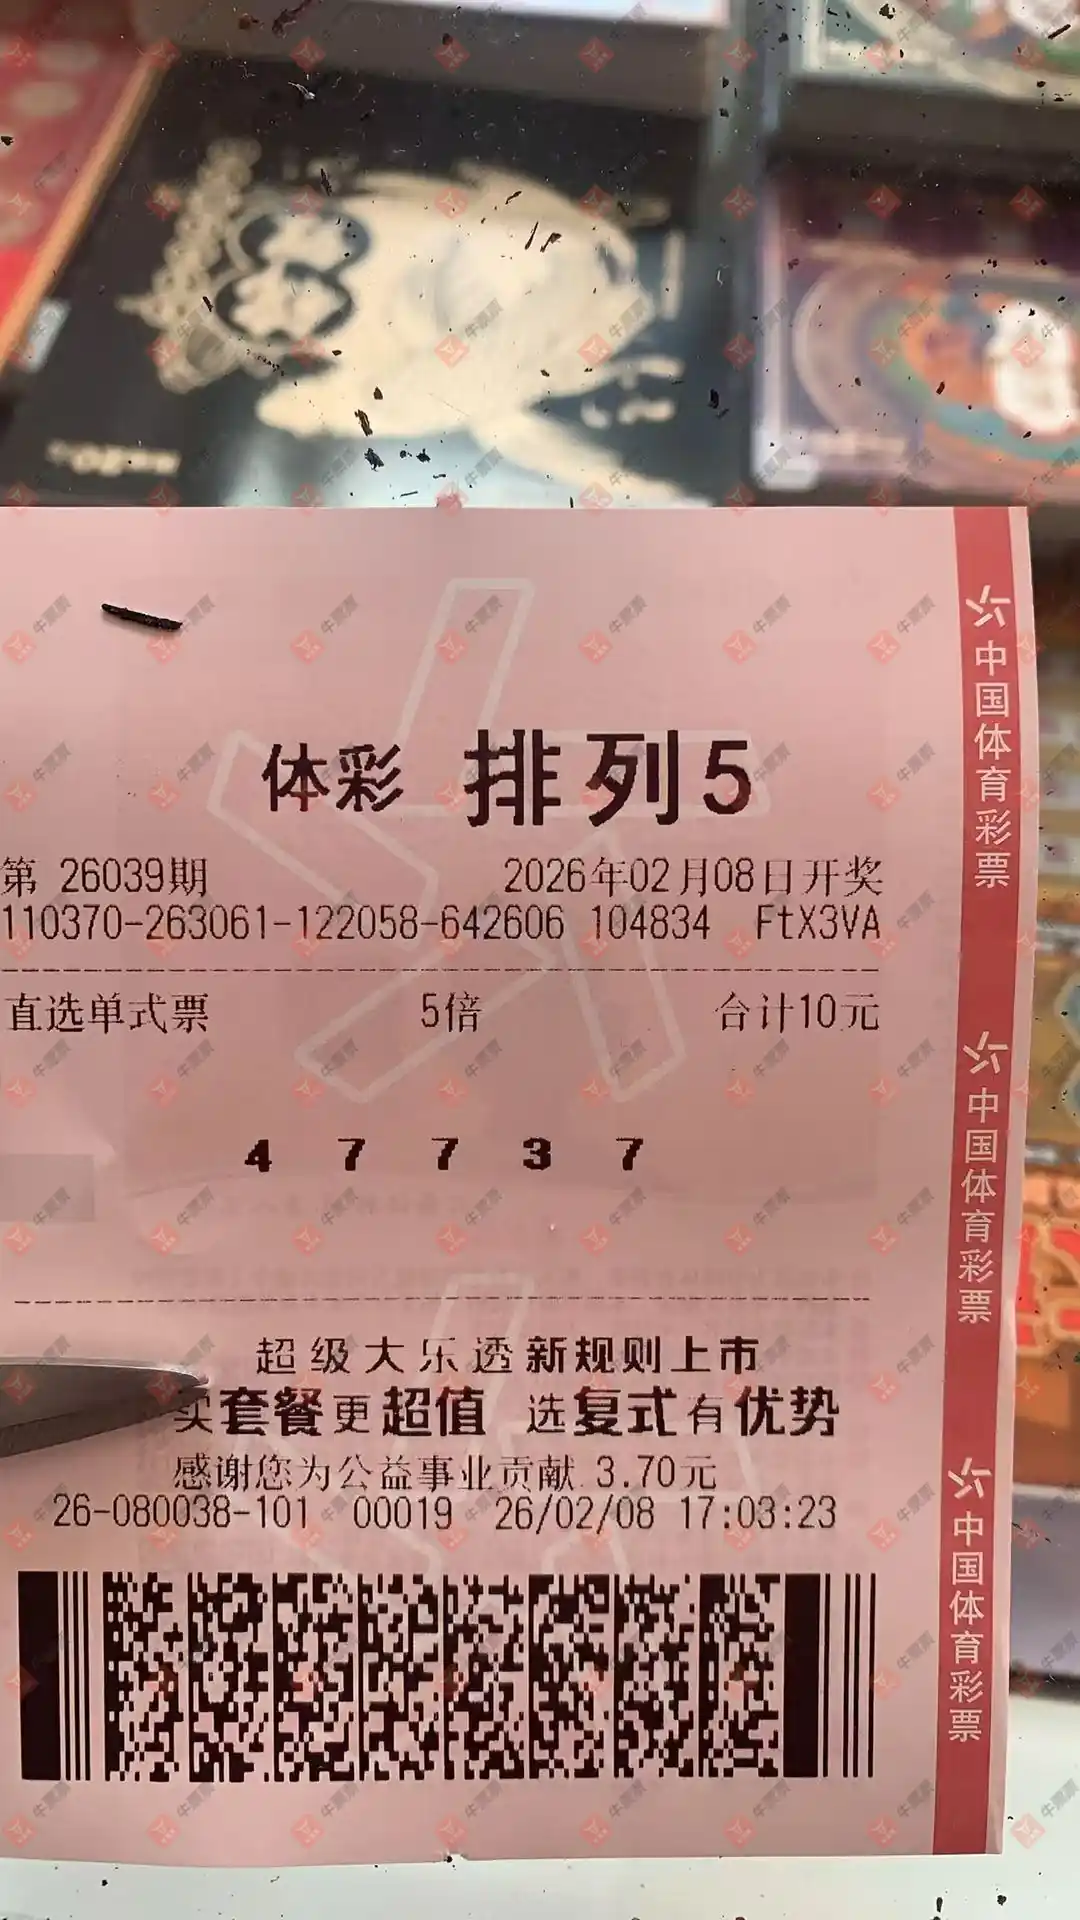 体彩 排列5
第 26039期 2026年02月08日开奖
110370-263061-122058-642606 104834 FtX3VA
直选单式票 5倍 合计10元
4 7 7 3 7
超级大乐透新规则上市
买套餐更超值 选复式有优势
感谢您为公益事业贡献 3.70元
26-080038-101 00019 26/02/08 17:03:23
中国体育彩票
中国体育彩票
中国体育彩票
牛票票